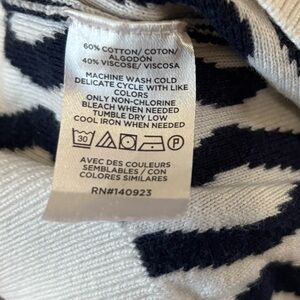 60% COTTON/ COTON/
ALGODÓN
40% VISCOSE/ VISCOSA
MACHINE WASH COLD
DELICATE CYCLE WITH LIKE
COLORS
ONLY NON-CHLORINE
BLEACH WHEN NEEDED
TUMBLE DRY LOW
COOL IRON WHEN NEEDED
30 P
AVEC DES COULEURS
SEMBLABLES / CON
COLORES SIMILARES
RN#140923